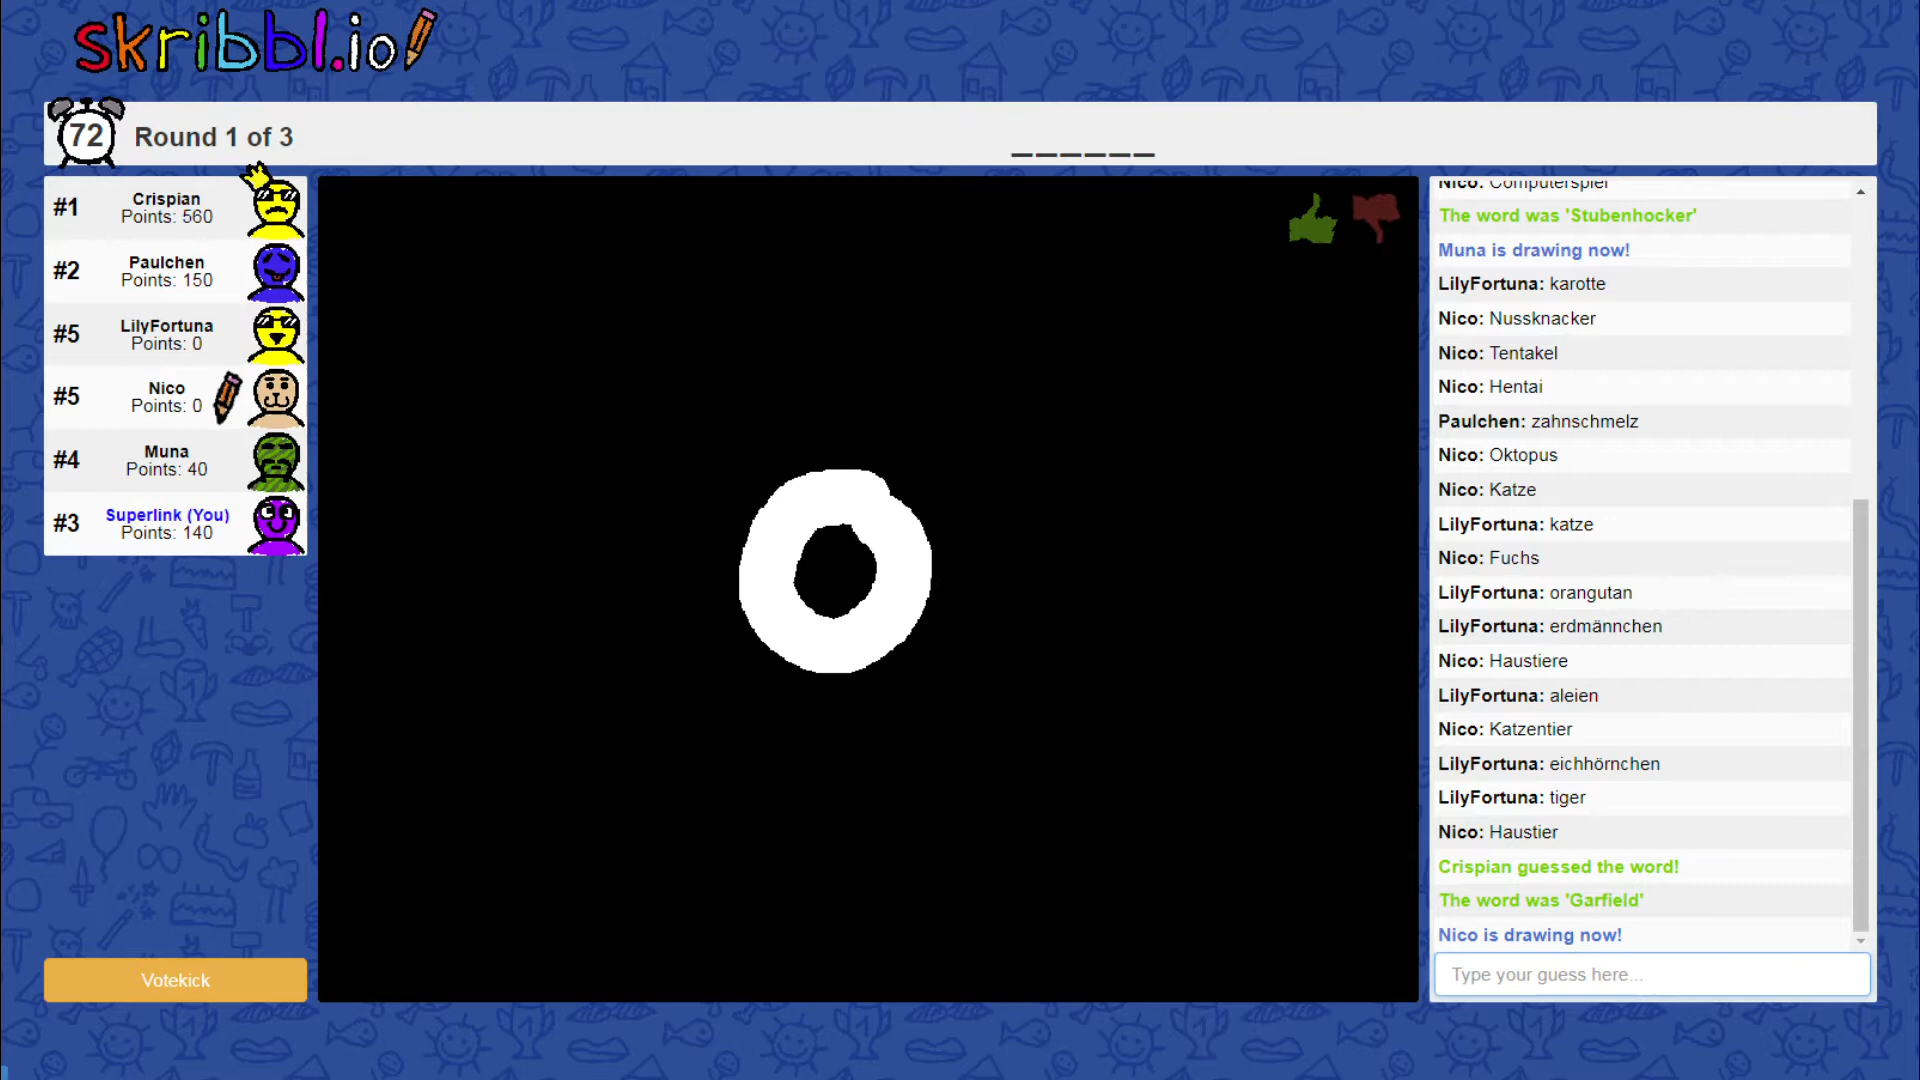 skribbl.io
72 Round 1 of 3
______
#1 Crispian
Points: 560
#2 Paulchen
Points: 150
#5 LilyFortuna
Points: 0
#5 Nico
Points: 0
#4 Muna
Points: 40
#3 Superlink (You)
Points: 140
Votekick
Nico: Computerspiel
The word was 'Stubenhocker'
Muna is drawing now!
LilyFortuna: karotte
Nico: Nussknacker
Nico: Tentakel
Nico: Hentai
Paulchen: zahnschmelz
Nico: Oktopus
Nico: Katze
LilyFortuna: katze
Nico: Fuchs
LilyFortuna: orangutan
LilyFortuna: erdmännchen
Nico: Haustiere
LilyFortuna: aleien
Nico: Katzentier
LilyFortuna: eichhörnchen
LilyFortuna: tiger
Nico: Haustier
Crispian guessed the word!
The word was 'Garfield'
Nico is drawing now!
Type your guess here...